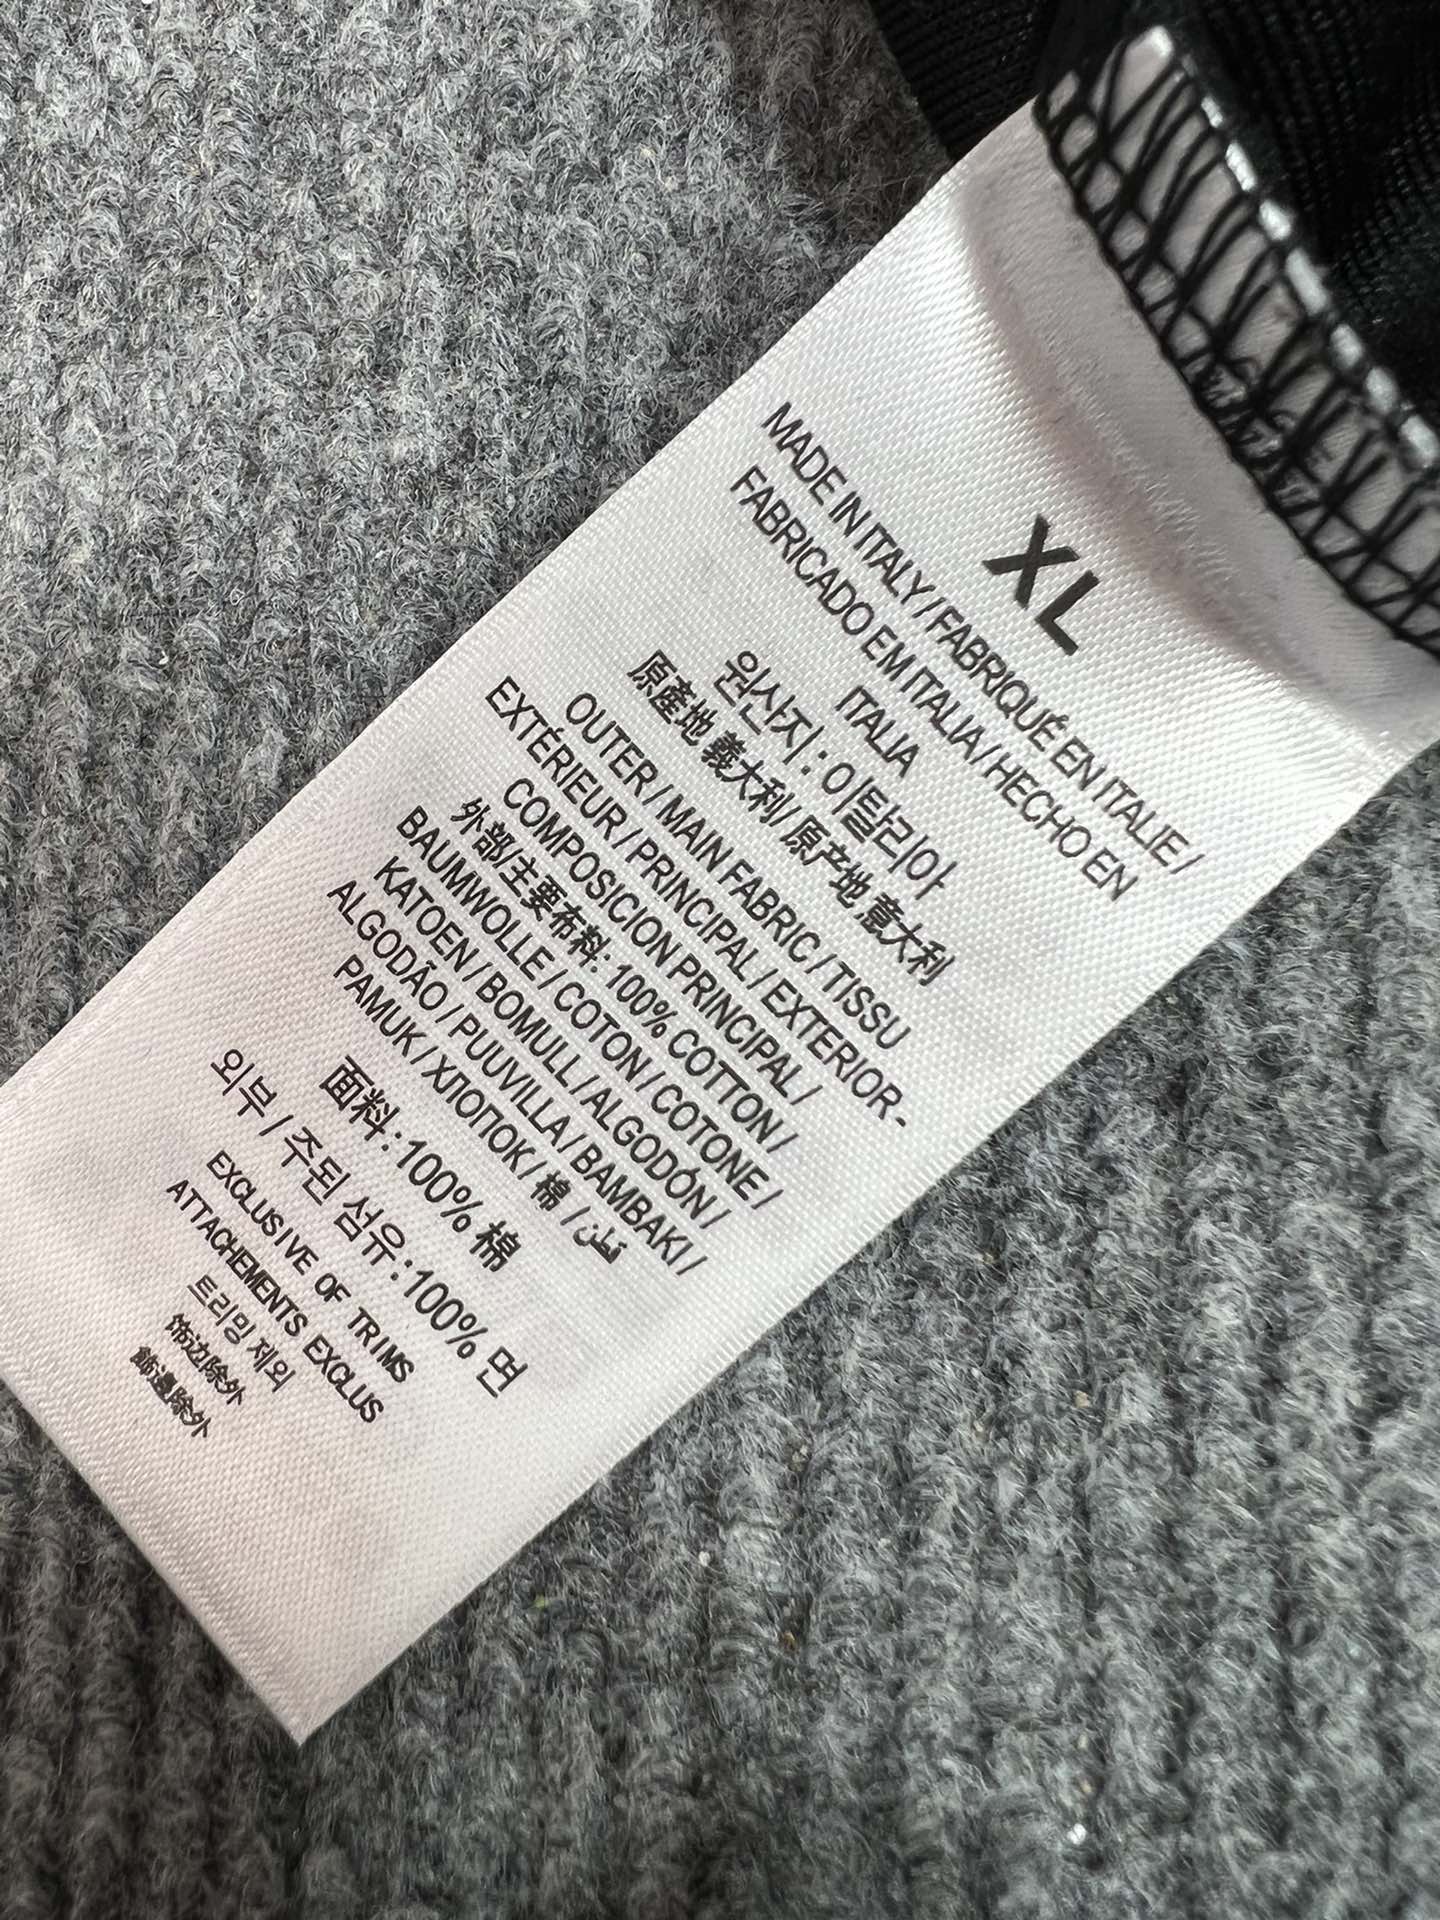 XL
MADE IN ITALY / FABRIQUÉ EN ITALIE /
FABRICADO EM ITALIA / HECHO EN
ITALIA
원산지 : 이탈리아
原產地 義大利/ 原产地 意大利
OUTER / MAIN FABRIC / TISSU
EXTÉRIEUR / PRINCIPAL / EXTERIOR -
COMPOSICION PRINCIPAL /
外部/主要布料: 100% COTTON /
BAUMWOLLE / COTON / COTONE /
KATOEN / BOMULL / ALGODÓN /
ALGODÃO / PUUVILLA / BAMBAKI /
PAMUK / ХЛОПОК / 棉 / قطن
面料 : 100% 棉
외부 / 주된 섬유 : 100% 면
EXCLUSIVE OF TRIMS
ATTACHEMENTS EXCLUS
트리밍 제외
饰边除外
飾邊除外